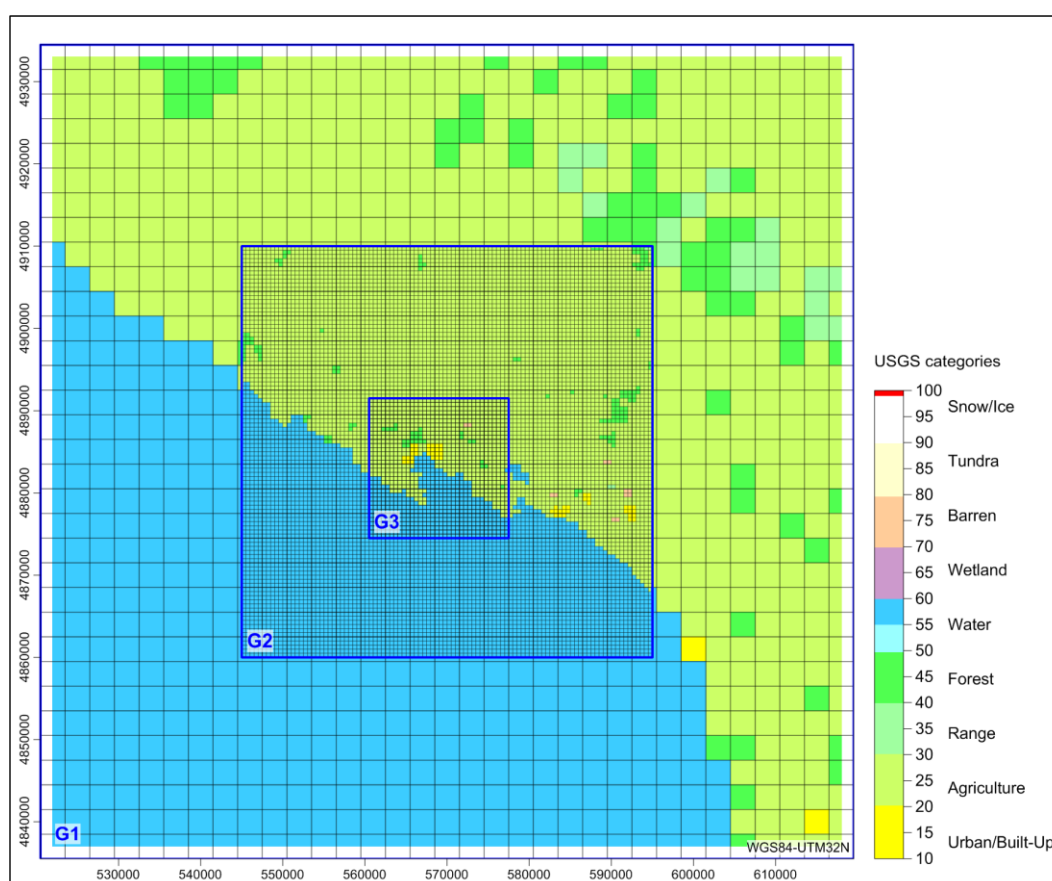 4930000
4920000
4910000
4900000
4890000
4880000
4870000
4860000
4850000
4840000
G3
G2
G1
WGS84-UTM32N
530000 540000 550000 560000 570000 580000 590000 600000 610000
USGS categories
100
95 Snow/Ice
90
85 Tundra
80
75 Barren
70
65 Wetland
60
55 Water
50
45 Forest
40
35 Range
30
25 Agriculture
20
15 Urban/Built-Up
10